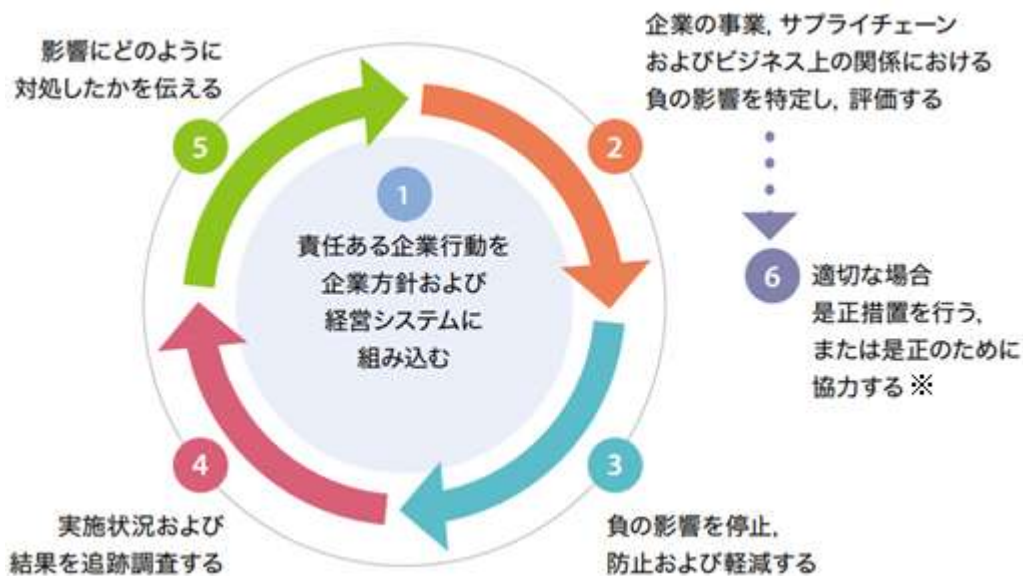 1
責任ある企業行動を
企業方針および
経営システムに
組み込む
2
企業の事業, サプライチェーン
およびビジネス上の関係における
負の影響を特定し, 評価する
3
負の影響を停止,
防止および軽減する
4
実施状況および
結果を追跡調査する
5
影響にどのように
対処したかを伝える
6
適切な場合
是正措置を行う,
または是正のために
協力する ※